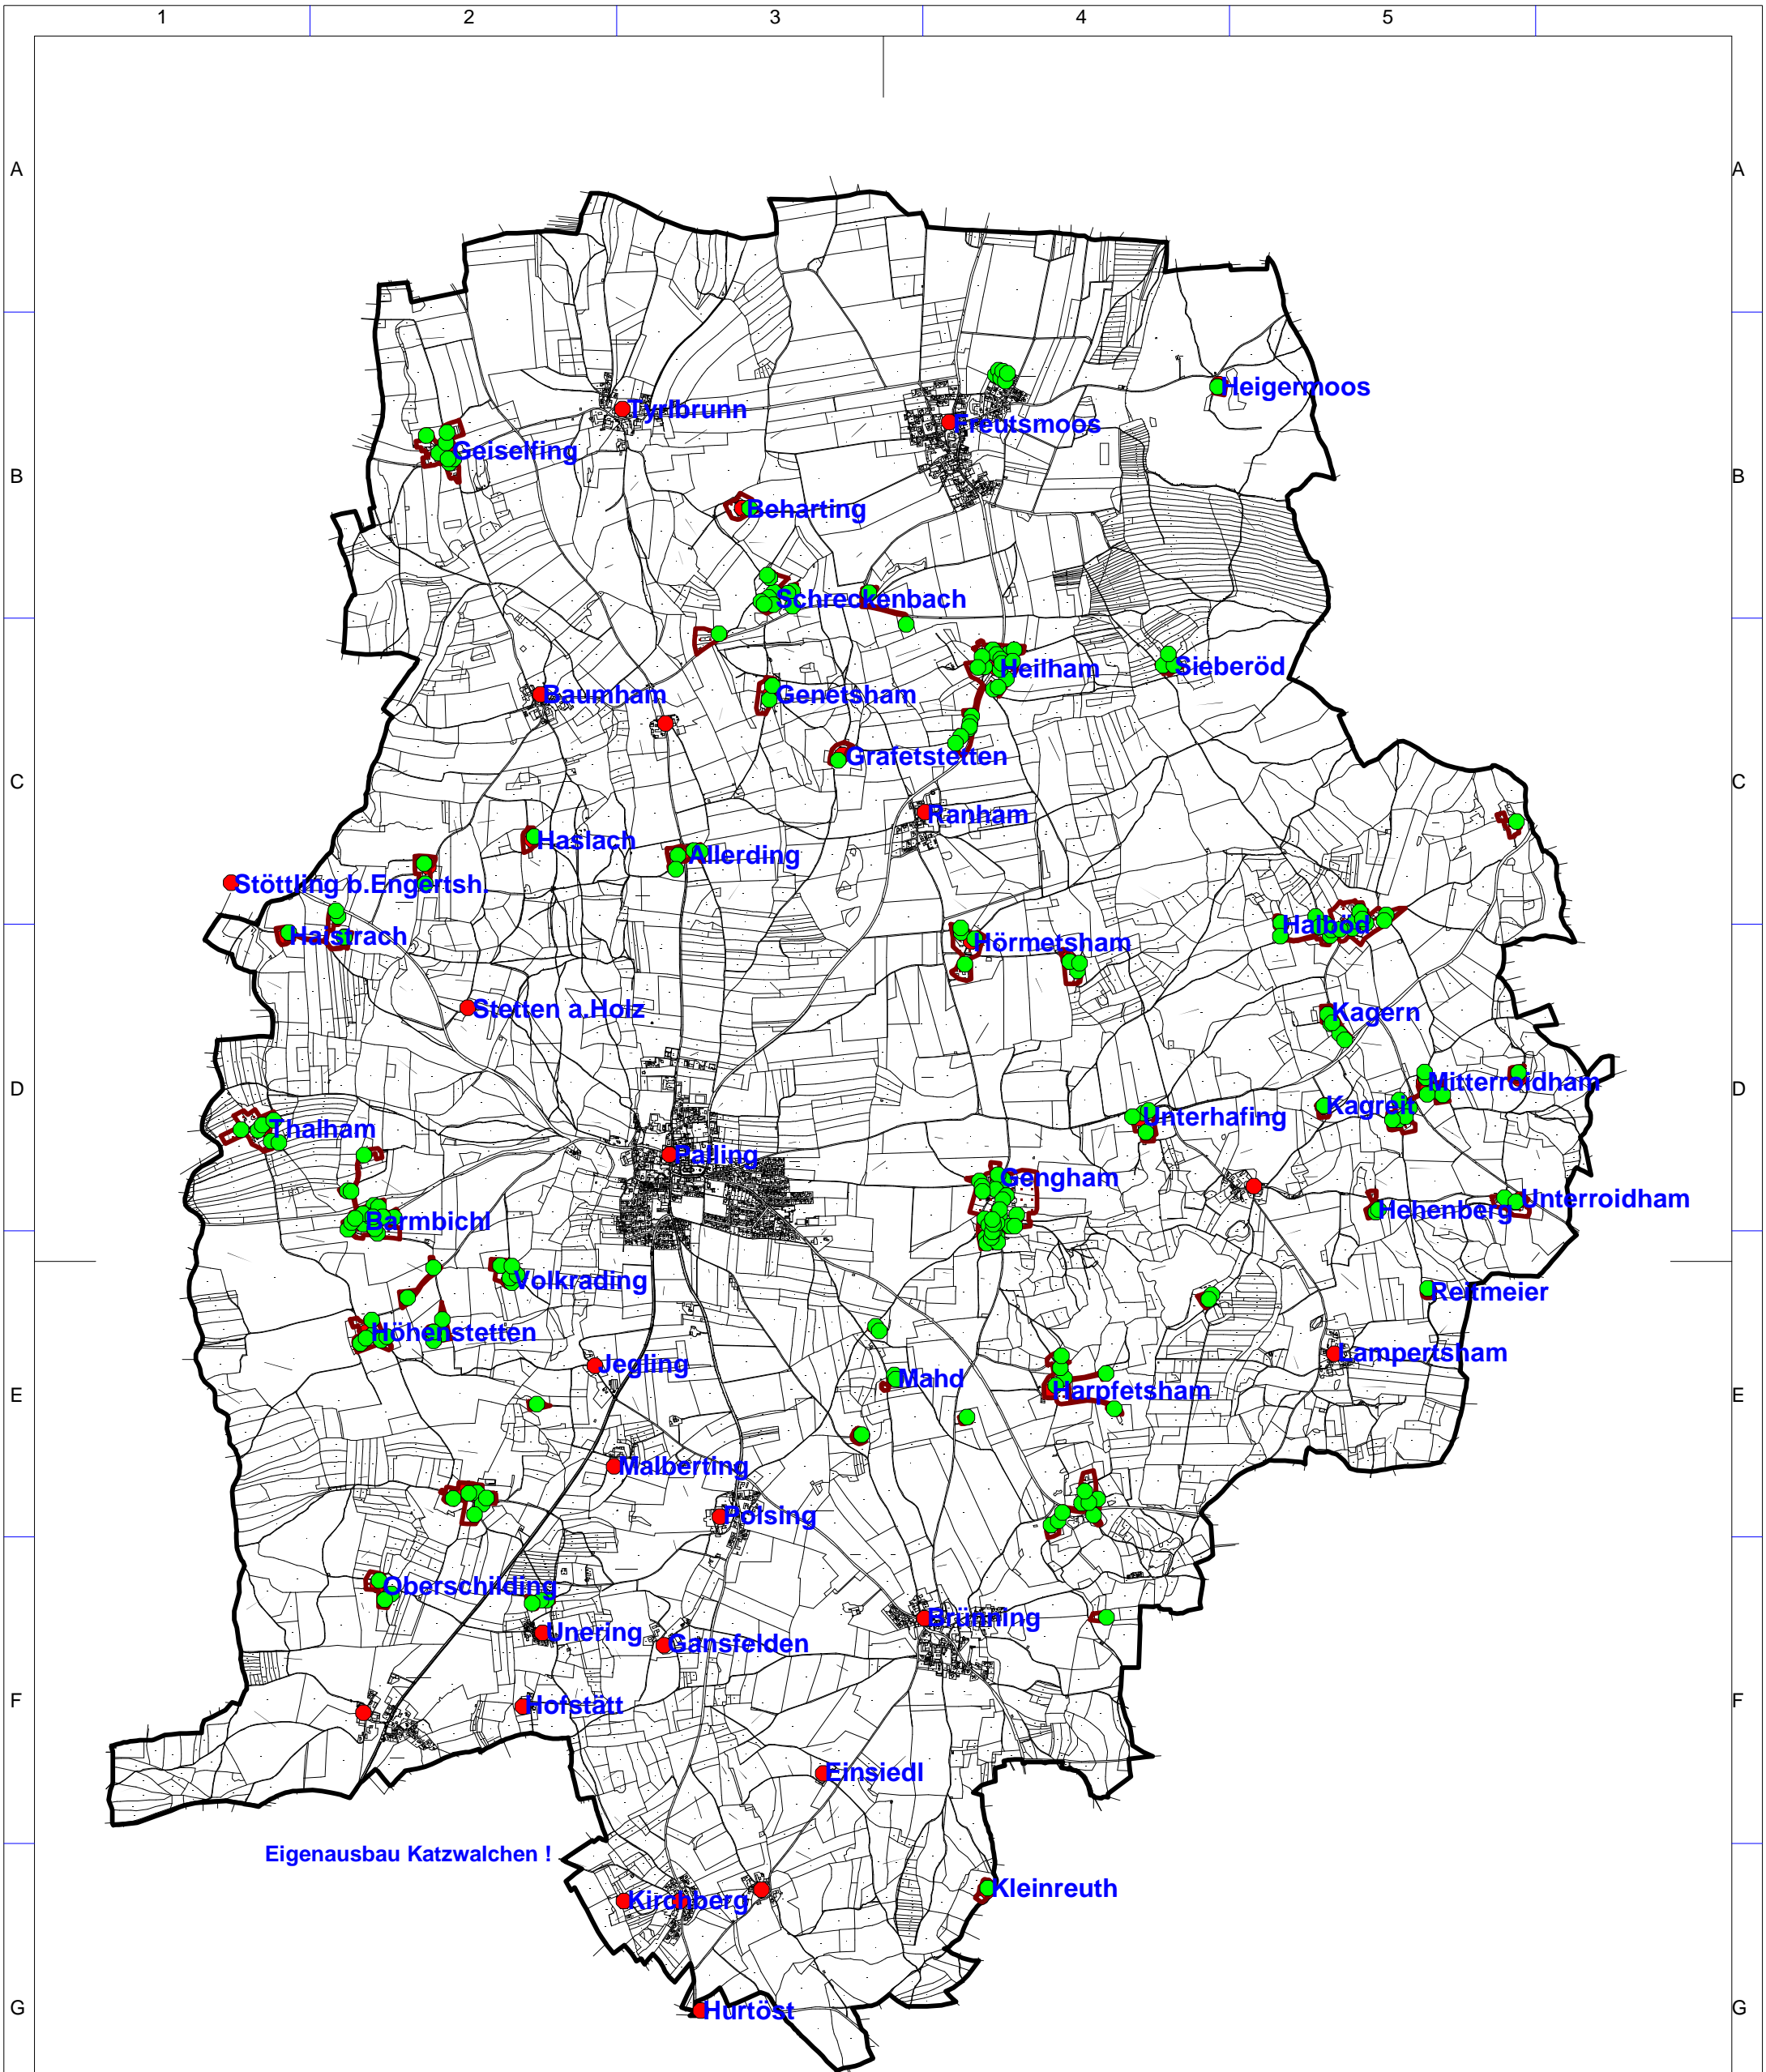 1 2 3 4 5
A A
Heigermoos
Tyrlbrunn
Freutsmoos
Geiselfing
B B
Beharting
Schreckenbach
Heilham
Sieberöd
Baumham
Genetsham
Grafetstetten
C C
Ranham
Haslach
Allerding
Stöttling b.Engertsh.
Halböd
Haistrach
Hörmetsham
Stetten a.Holz
Kagern
Mitterroidham
D D
Kagreit
Unterhafing
Thalham
Palling
Gengham
Unterroidham
Hehenberg
Barmbichl
Volkrading
Reitmeier
Höhenstetten
Lampertsham
Jegling
Mahd
Harpfetsham
E E
Malberting
Polsing
Oberschilding
Brünning
Unering
Gansfelden
F F
Hofstätt
Einsiedl
Eigenausbau Katzwalchen !
Kleinreuth
Kirchberg
G G
Hurtöst